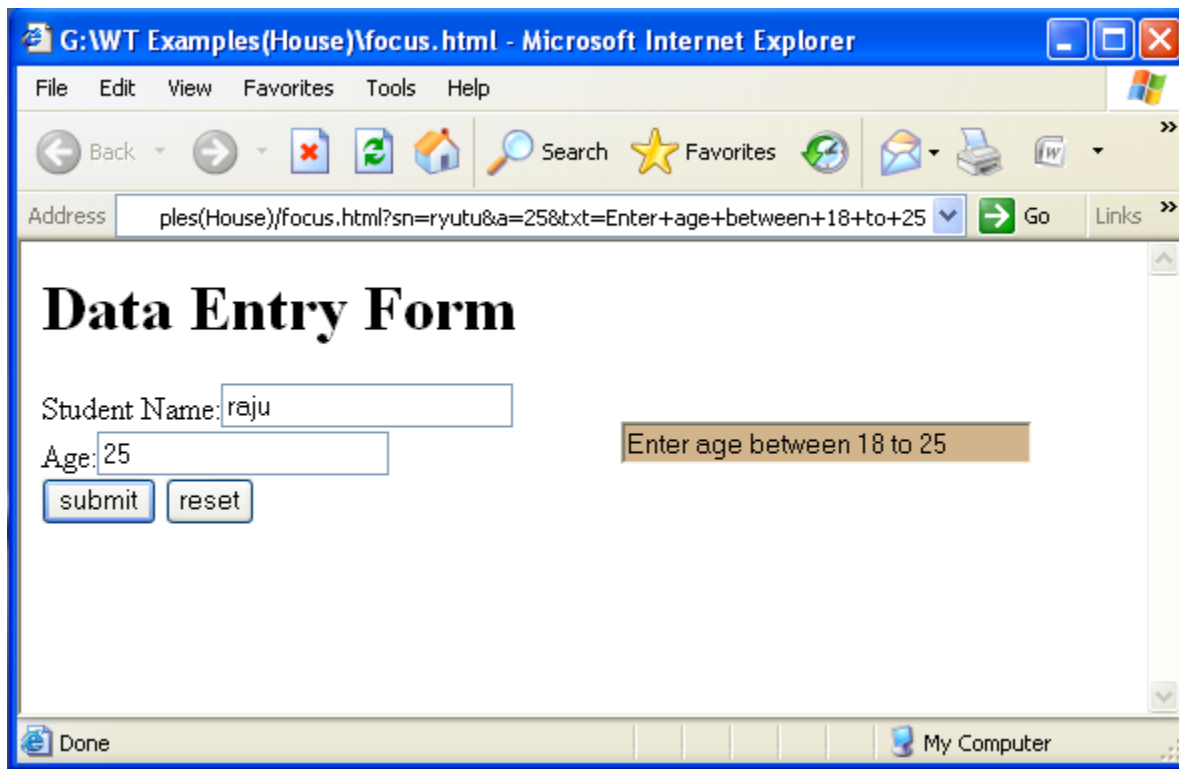 G:\WT Examples(House)\focus.html - Microsoft Internet Explorer
File Edit View Favorites Tools Help
Back Search Favorites
Address ples(House)/focus.html?sn=ryutu&a=25&txt=Enter+age+between+18+to+25 Go Links
Data Entry Form
Student Name: raju
Age: 25
Enter age between 18 to 25
submit reset
Done My Computer